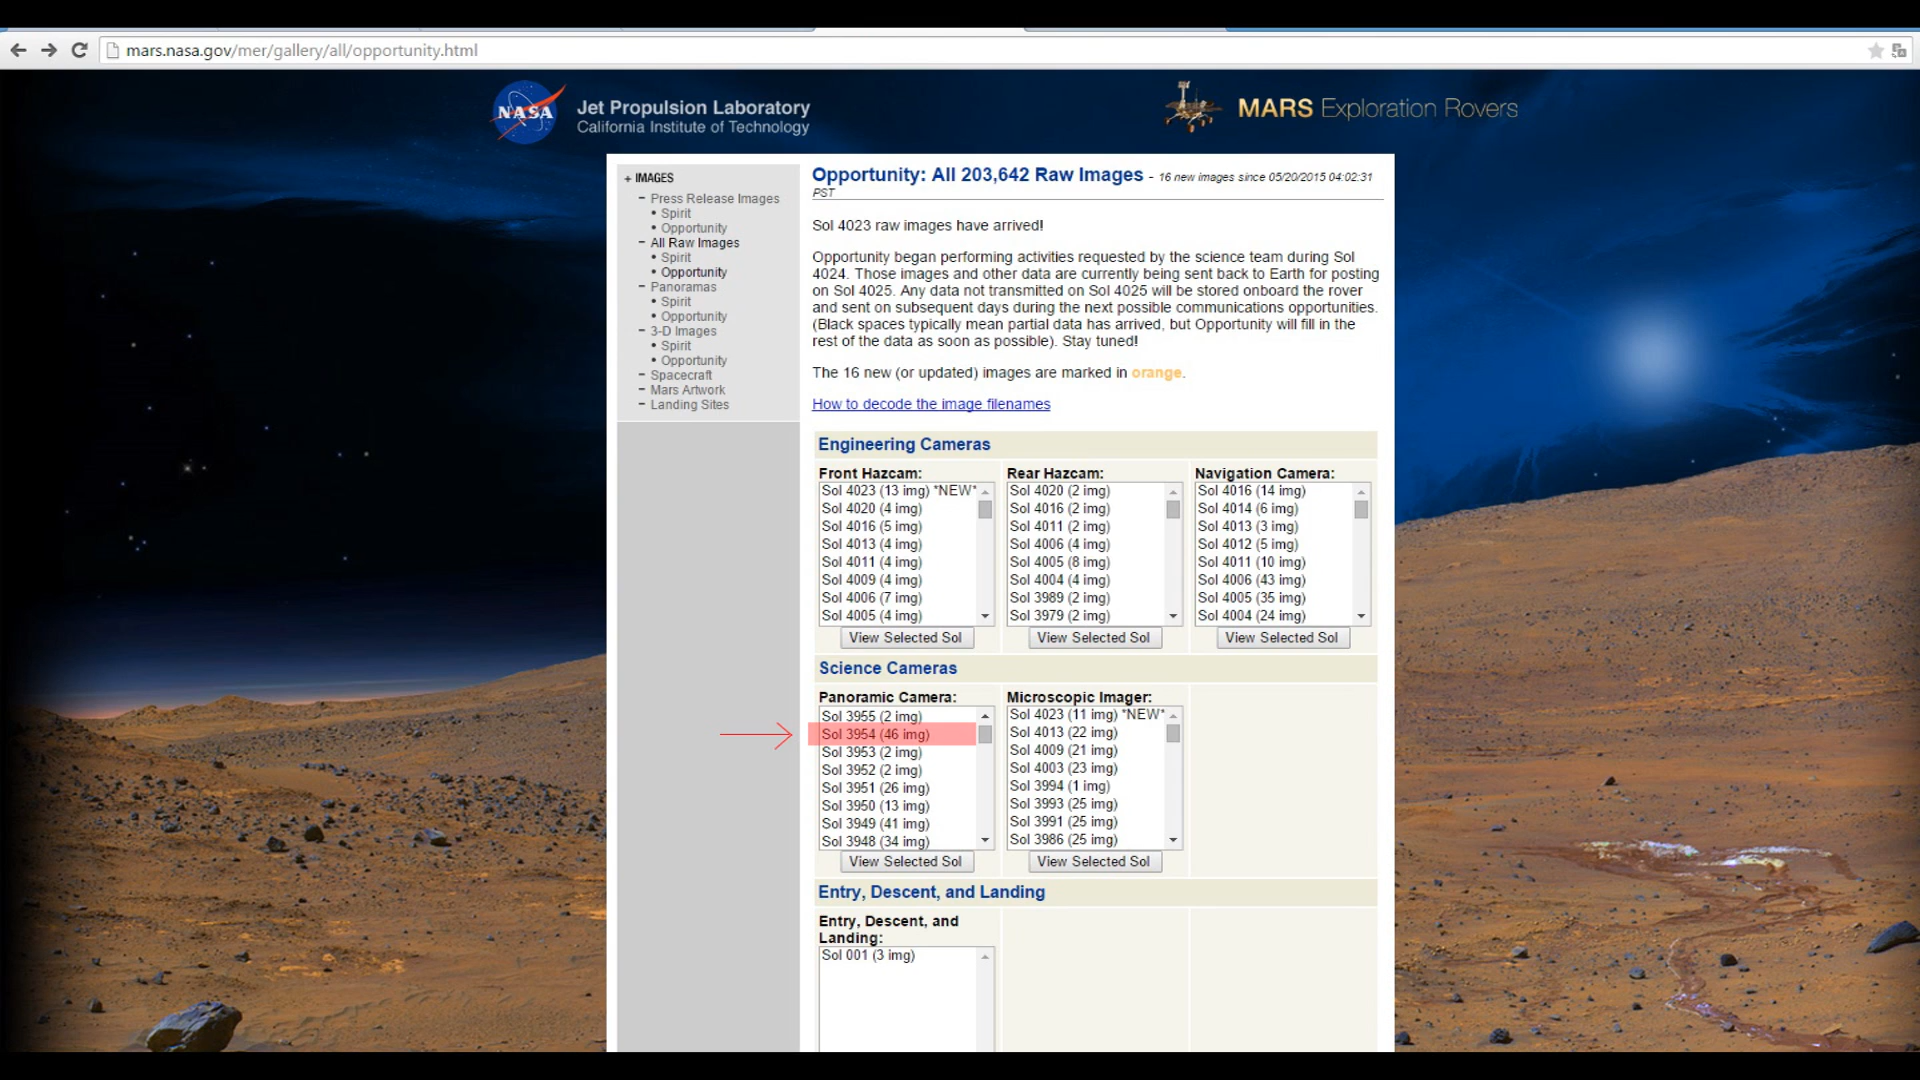 mars.nasa.gov/mer/gallery/all/opportunity.html
NASA
Jet Propulsion Laboratory
California Institute of Technology
MARS Exploration Rovers
+ IMAGES
– Press Release Images
• Spirit
• Opportunity
– All Raw Images
• Spirit
• Opportunity
– Panoramas
• Spirit
• Opportunity
– 3-D Images
• Spirit
• Opportunity
– Spacecraft
– Mars Artwork
– Landing Sites
Opportunity: All 203,642 Raw Images - 16 new images since 05/20/2015 04:02:31
PST
Sol 4023 raw images have arrived!
Opportunity began performing activities requested by the science team during Sol
4024. Those images and other data are currently being sent back to Earth for posting
on Sol 4025. Any data not transmitted on Sol 4025 will be stored onboard the rover
and sent on subsequent days during the next possible communications opportunities.
(Black spaces typically mean partial data has arrived, but Opportunity will fill in the
rest of the data as soon as possible). Stay tuned!
The 16 new (or updated) images are marked in orange.
How to decode the image filenames
Engineering Cameras
Front Hazcam:
Sol 4023 (13 img) *NEW*
Sol 4020 (4 img)
Sol 4016 (5 img)
Sol 4013 (4 img)
Sol 4011 (4 img)
Sol 4009 (4 img)
Sol 4006 (7 img)
Sol 4005 (4 img)
View Selected Sol
Rear Hazcam:
Sol 4020 (2 img)
Sol 4016 (2 img)
Sol 4011 (2 img)
Sol 4006 (4 img)
Sol 4005 (8 img)
Sol 4004 (4 img)
Sol 3989 (2 img)
Sol 3979 (2 img)
View Selected Sol
Navigation Camera:
Sol 4016 (14 img)
Sol 4014 (6 img)
Sol 4013 (3 img)
Sol 4012 (5 img)
Sol 4011 (10 img)
Sol 4006 (43 img)
Sol 4005 (35 img)
Sol 4004 (24 img)
View Selected Sol
Science Cameras
Panoramic Camera:
Sol 3955 (2 img)
Sol 3954 (46 img)
Sol 3953 (2 img)
Sol 3952 (2 img)
Sol 3951 (26 img)
Sol 3950 (13 img)
Sol 3949 (41 img)
Sol 3948 (34 img)
View Selected Sol
Microscopic Imager:
Sol 4023 (11 img) *NEW*
Sol 4013 (22 img)
Sol 4009 (21 img)
Sol 4003 (23 img)
Sol 3994 (1 img)
Sol 3993 (25 img)
Sol 3991 (25 img)
Sol 3986 (25 img)
View Selected Sol
Entry, Descent, and Landing
Entry, Descent, and
Landing:
Sol 001 (3 img)